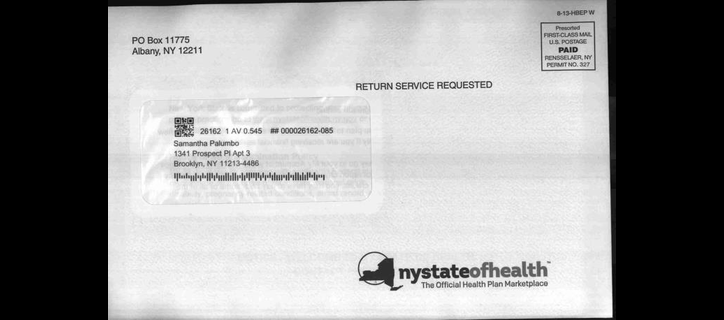 8-13-HBEP W
PO Box 11775
Albany, NY 12211
Presorted
FIRST-CLASS MAIL
U.S. POSTAGE
PAID
RENSSELAER, NY
PERMIT NO. 327
RETURN SERVICE REQUESTED
26162 1 AV 0.545 ## 000026162-085
Samantha Palumbo
1341 Prospect Pl Apt 3
Brooklyn, NY 11213-4486
nystateofhealth™
The Official Health Plan Marketplace